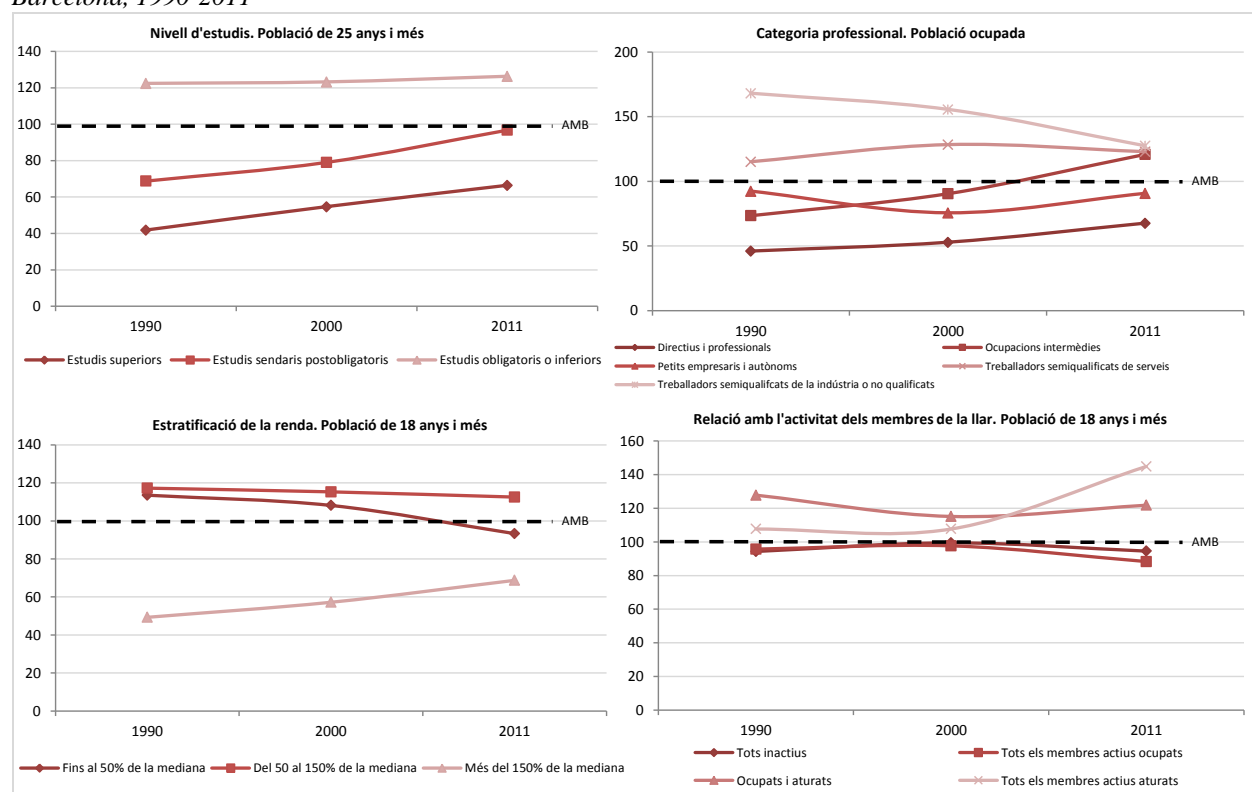 Barcelona, 1990-2011
Nivell d'estudis. Població de 25 anys i més
140
120
100
80
60
40
20
0
AMB
1990
2000
2011
Estudis superiors
Estudis sendaris postobligatoris
Estudis obligatoris o inferiors
Categoria professional. Població ocupada
200
150
100
50
0
AMB
1990
2000
2011
Directius i professionals
Ocupacions intermèdies
Petits empresaris i autònoms
Treballadors semiqualificats de serveis
Treballadors semiqualifcats de la indústria o no qualificats
Estratificació de la renda. Població de 18 anys i més
140
120
100
80
60
40
20
0
AMB
1990
2000
2011
Fins al 50% de la mediana
Del 50 al 150% de la mediana
Més del 150% de la mediana
Relació amb l'activitat dels membres de la llar. Població de 18 anys i més
160
140
120
100
80
60
40
20
0
AMB
1990
2000
2011
Tots inactius
Tots els membres actius ocupats
Ocupats i aturats
Tots els membres actius aturats